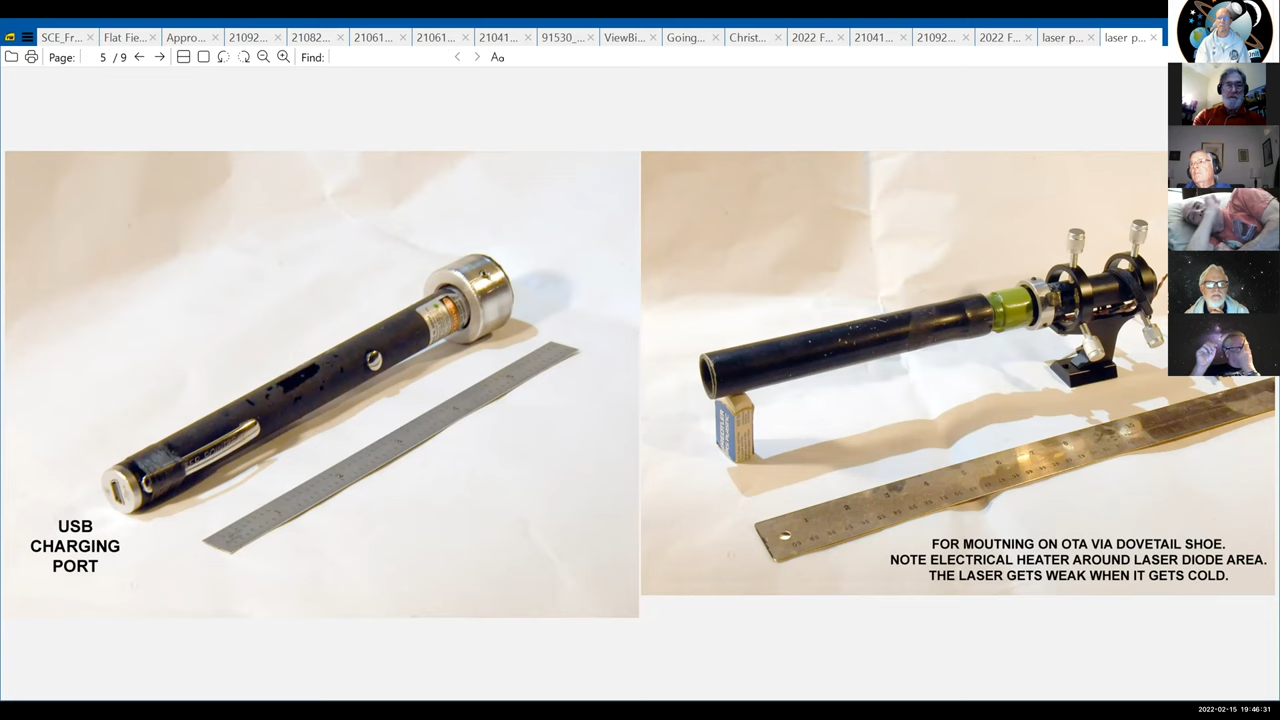 SCE_Fr...
Flat Fie...
Appro...
21092...
21082...
21061...
21061...
21041...
91530_...
ViewBi...
Going...
Christ...
2022 F...
21041...
21092...
2022 F...
laser p...
laser p...
Page: 5 / 9
Find:
Aa
USB
CHARGING
PORT
FOR MOUTNING ON OTA VIA DOVETAIL SHOE.
NOTE ELECTRICAL HEATER AROUND LASER DIODE AREA.
THE LASER GETS WEAK WHEN IT GETS COLD.
2022-02-15 19:46:31